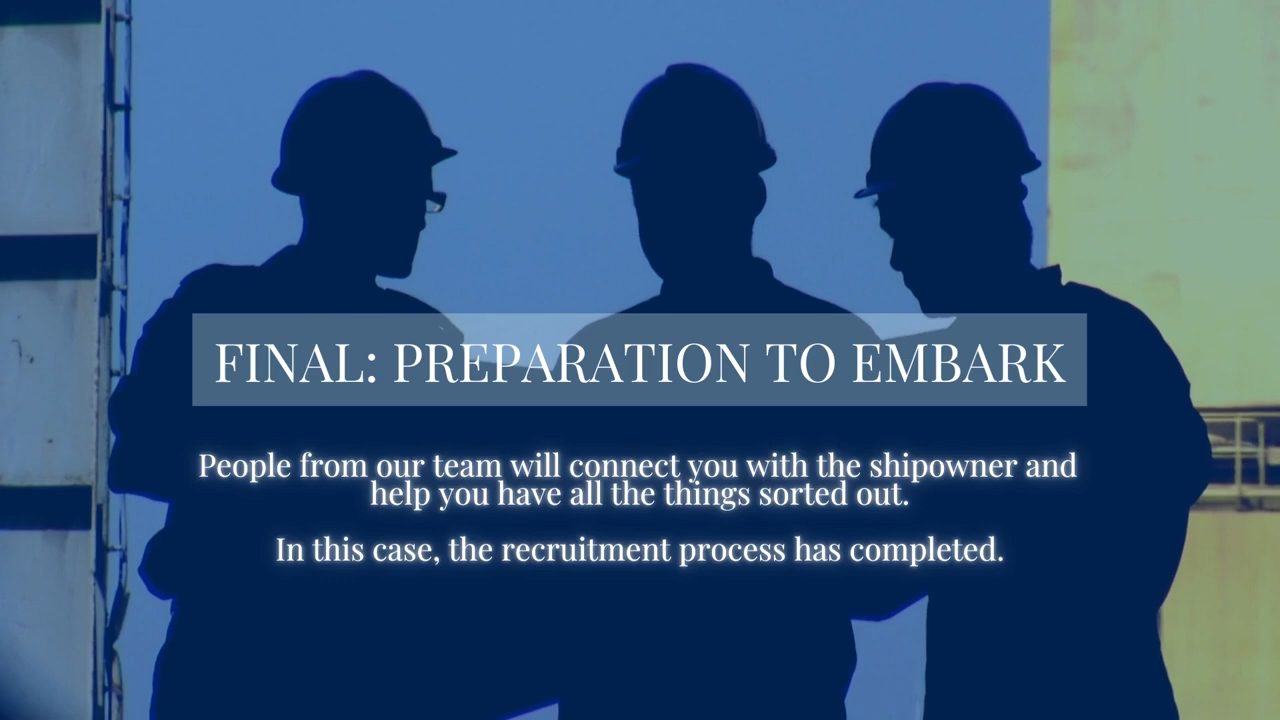 FINAL: PREPARATION TO EMBARK
People from our team will connect you with the shipowner and
help you have all the things sorted out.
In this case, the recruitment process has completed.